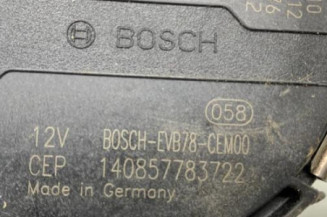 BOSCH
058
12V BOSCH-EVB78-CEM00
CEP 140857783722
Made in Germany